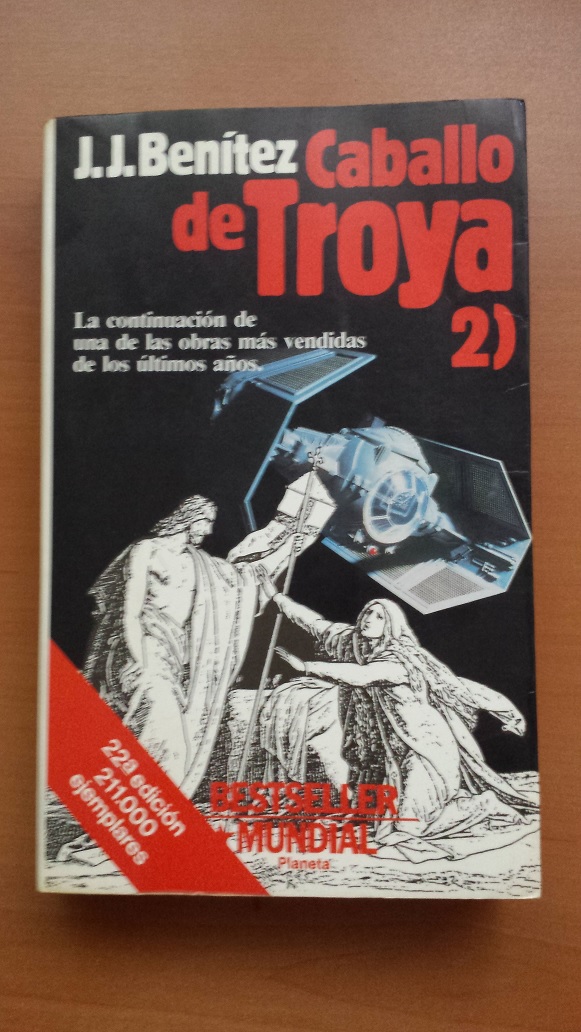 J.J.Benítez Caballo
de Troya
2)
La continuación de
una de las obras más vendidas
de los últimos años.
22ª edición
211.000
ejemplares
BESTSELLER
MUNDIAL
Planeta